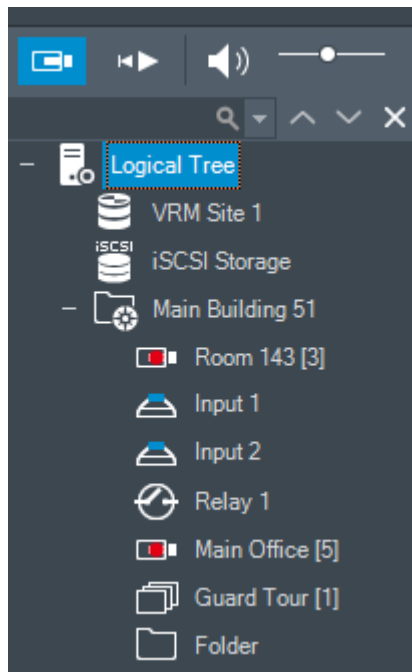 Logical Tree
VRM Site 1
iSCSI
iSCSI Storage
Main Building 51
Room 143 [3]
Input 1
Input 2
Relay 1
Main Office [5]
Guard Tour [1]
Folder